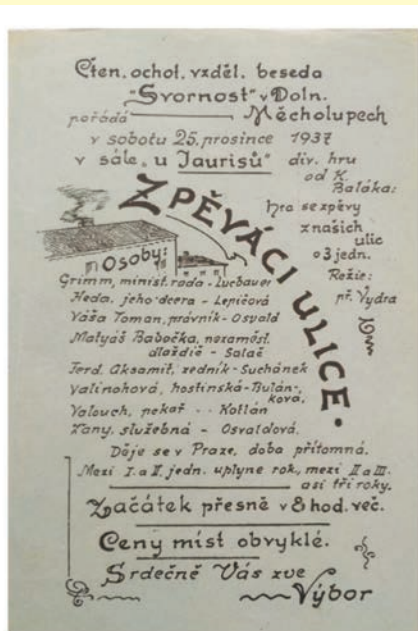 Čten. ochot. vzděl. beseda
"Svornost" v Doln.
pořádá Měcholupech
v sobotu 25. prosince 1937
v sále „u Jaurisů" div. hru
od K.
Baláka:
ZPĚVÁCI ULICE.
hra se zpěvy
z našich
ulic
o 3 jedn.
Režie:
př. Vydra
Osoby:
Grimm, minist. rada - Lucbauer
Heda, jeho dcera - Lepičová
Váša Toman, právník - Osvald
Matyáš Babočka, nezaměst.
dlaždič - Salač
Ferd. Aksamit, zedník - Suchánek
Valinohová, hostinská - Bulán-
ková.
Valouch, pekař - - Kotlán
Fany, služebná - Osvaldová.
Děje se v Praze, doba přítomná.
Mezi I. a II. jedn. uplyne rok, mezi II a III.
asi tři roky.
Začátek přesně v 8 hod. več.
Ceny míst obvyklé.
Srdečně Vás zve
Výbor